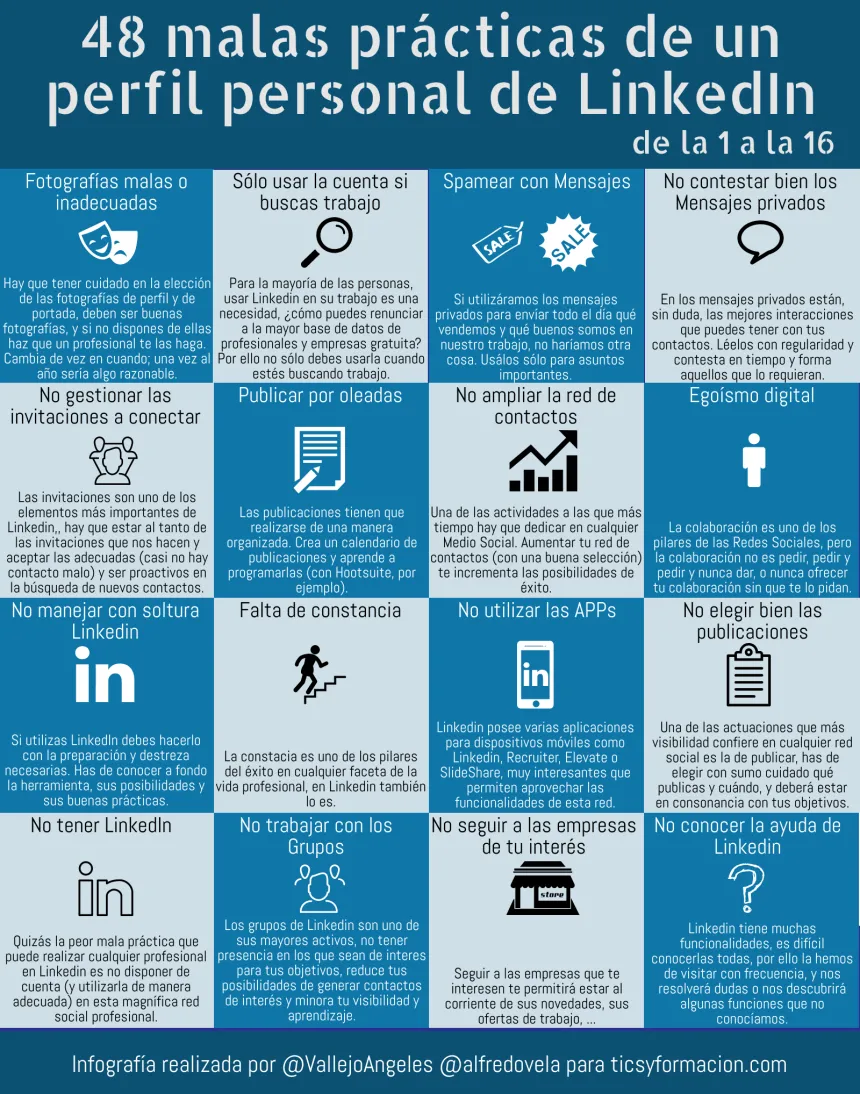 48 malas prácticas de un
perfil personal de LinkedIn
de la 1 a la 16
Fotografías malas o
inadecuadas
Hay que tener cuidado en la elección
de las fotografías de perfil y de
portada, deben ser buenas
fotografías, y si no dispones de ellas
haz que un profesional te las haga.
Cambia de vez en cuando; una vez al
año sería algo razonable.
Sólo usar la cuenta si
buscas trabajo
Para la mayoría de las personas,
usar Linkedin en su trabajo es una
necesidad, ¿cómo puedes renunciar
a la mayor base de datos de
profesionales y empresas gratuita?
Por ello no sólo debes usarla cuando
estés buscando trabajo.
Spamear con Mensajes
SALE
SALE
Si utilizáramos los mensajes
privados para envíar todo el día qué
vendemos y qué buenos somos en
nuestro trabajo, no haríamos otra
cosa. Usálos sólo para asuntos
importantes.
No contestar bien los
Mensajes privados
En los mensajes privados están,
sin duda, las mejores interacciones
que puedes tener con tus
contactos. Léelos con regularidad y
contesta en tiempo y forma
aquellos que lo requieran.
No gestionar las
invitaciones a conectar
Las invitaciones son uno de los
elementos más importantes de
Linkedin,, hay que estar al tanto de
las invitaciones que nos hacen y
aceptar las adecuadas (casi no hay
contacto malo) y ser proactivos en
la búsqueda de nuevos contactos.
Publicar por oleadas
Las publicaciones tienen que
realizarse de una manera
organizada. Crea un calendario de
publicaciones y aprende a
programarlas (con Hootsuite, por
ejemplo).
No ampliar la red de
contactos
Una de las actividades a las que más
tiempo hay que dedicar en cualquier
Medio Social. Aumentar tu red de
contactos (con una buena selección)
te incrementa las posibilidades de
éxito.
Egoísmo digital
La colaboración es uno de los
pilares de las Redes Sociales, pero
la colaboración no es pedir, pedir y
pedir y nunca dar, o nunca ofrecer
tu colaboración sin que te lo pidan.
No manejar con soltura
Linkedin
in
Si utilizas LinkedIn debes hacerlo
con la preparación y destreza
necesarias. Has de conocer a fondo
la herramienta, sus posibilidades y
sus buenas prácticas.
Falta de constancia
La constacia es uno de los pilares
del éxito en cualquier faceta de la
vida profesional, en Linkedin también
lo es.
No utilizar las APPs
in
Linkedin posee varias aplicaciones
para dispositivos móviles como
Linkedin, Recruiter, Elevate o
SlideShare, muy interesantes que
permiten aprovechar las
funcionalidades de esta red.
No elegir bien las
publicaciones
Una de las actuaciones que más
visibilidad confiere en cualquier red
social es la de publicar, has de
elegir con sumo cuidado qué
publicas y cuándo, y deberá estar
en consonancia con tus objetivos.
No tener LinkedIn
in
Quizás la peor mala práctica que
puede realizar cualquier profesional
en Linkedin es no disponer de
cuenta (y utilizarla de manera
adecuada) en esta magnífica red
social profesional.
No trabajar con los
Grupos
Los grupos de Linkedin son uno de
sus mayores activos, no tener
presencia en los que sean de interes
para tus objetivos, reduce tus
posibilidades de generar contactos
de interés y minora tu visibilidad y
aprendizaje.
No seguir a las empresas
de tu interés
store
Seguir a las empresas que te
interesen te permitirá estar al
corriente de sus novedades, sus
ofertas de trabajo, ...
No conocer la ayuda de
Linkedin
?
Linkedin tiene muchas
funcionalidades, es difícil
conocerlas todas, por ello la hemos
de visitar con frecuencia, y nos
resolverá dudas o nos descubrirá
algunas funciones que no
conocíamos.
Infografía realizada por @VallejoAngeles @alfredovela para ticsyformacion.com